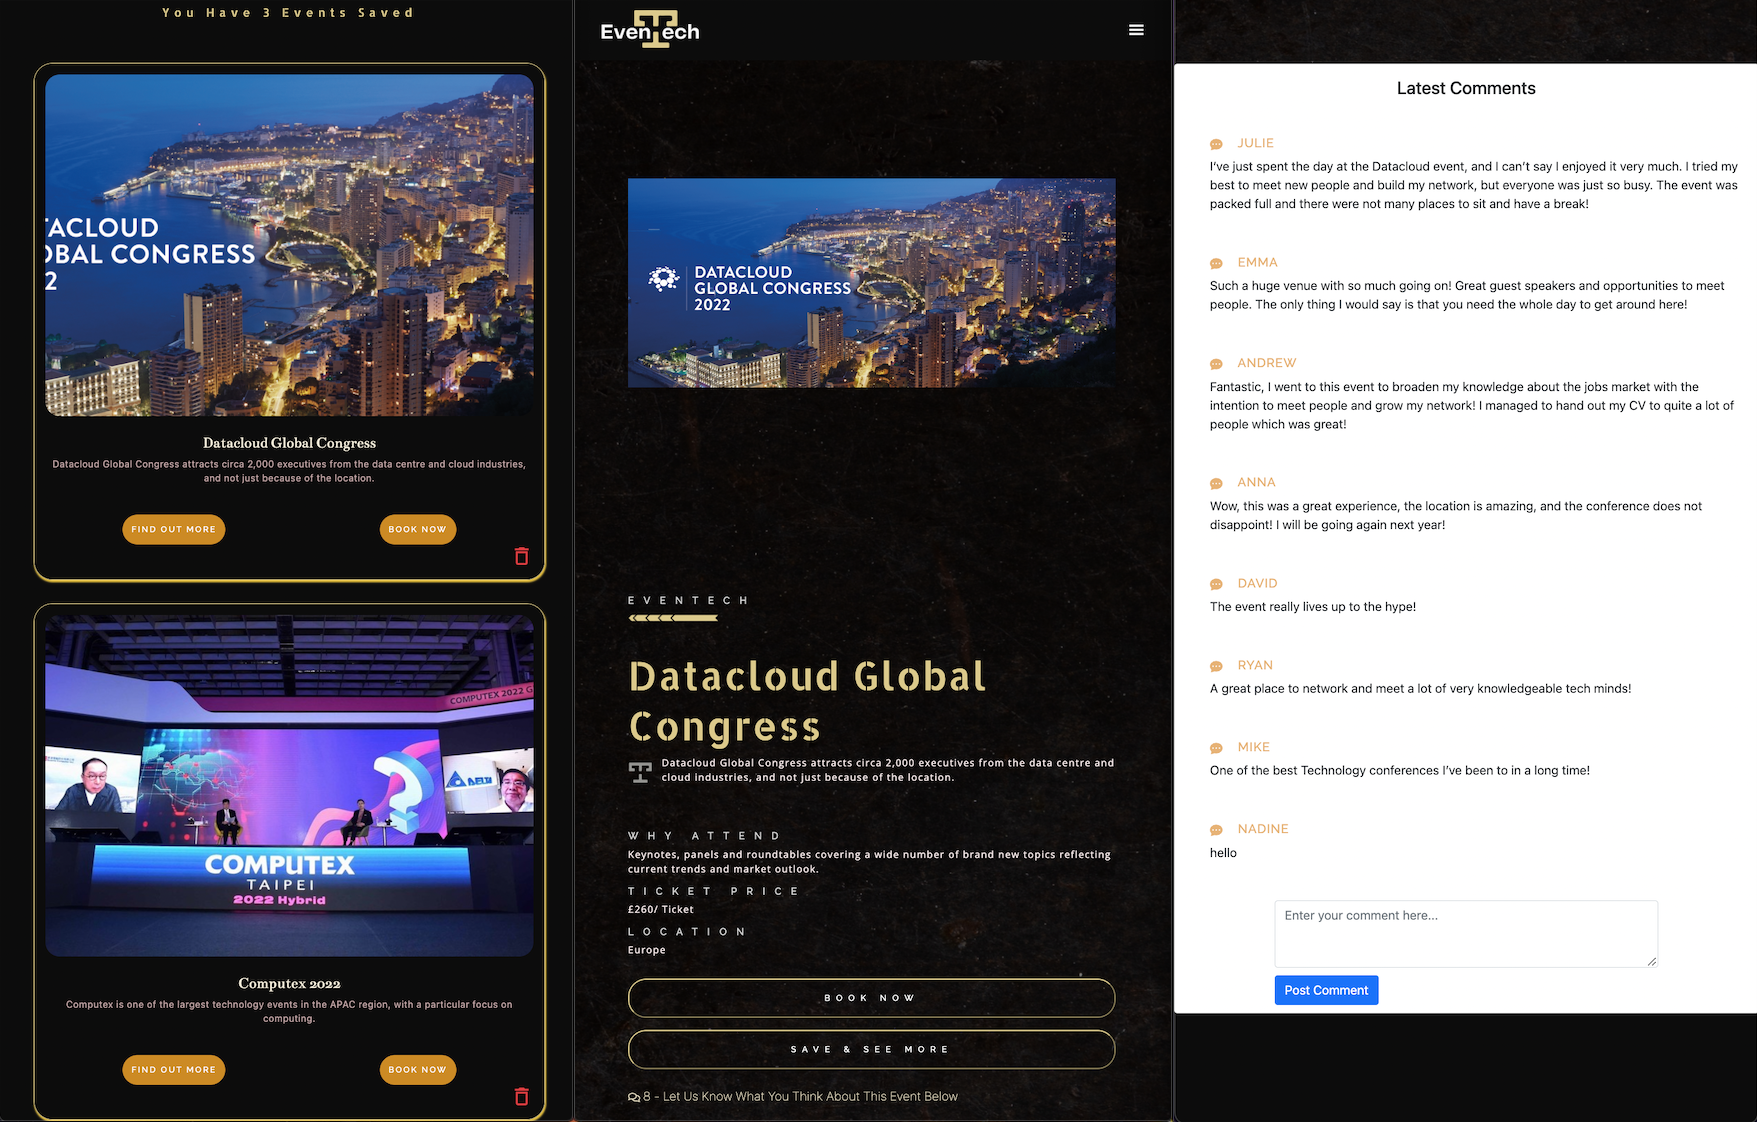 You Have 3 Events Saved
TACLOUD
OBAL CONGRESS
2
Datacloud Global Congress
Datacloud Global Congress attracts circa 2,000 executives from the data centre and cloud industries,
and not just because of the location.
FIND OUT MORE
BOOK NOW
COMPUTEX 2022 G
DELTA
COMPUTEX
TAIPEI
2022 Hybrid
Computex 2022
Computex is one of the largest technology events in the APAC region, with a particular focus on
computing.
FIND OUT MORE
BOOK NOW
EvenTech
DATACLOUD
GLOBAL CONGRESS
2022
EVENTECH
Datacloud Global
Congress
Datacloud Global Congress attracts circa 2,000 executives from the data centre and
cloud industries, and not just because of the location.
WHY ATTEND
Keynotes, panels and roundtables covering a wide number of brand new topics reflecting
current trends and market outlook.
TICKET PRICE
£260/ Ticket
LOCATION
Europe
BOOK NOW
SAVE & SEE MORE
8 - Let Us Know What You Think About This Event Below
Latest Comments
JULIE
I've just spent the day at the Datacloud event, and I can't say I enjoyed it very much. I tried my
best to meet new people and build my network, but everyone was just so busy. The event was
packed full and there were not many places to sit and have a break!
EMMA
Such a huge venue with so much going on! Great guest speakers and opportunities to meet
people. The only thing I would say is that you need the whole day to get around here!
ANDREW
Fantastic, I went to this event to broaden my knowledge about the jobs market with the
intention to meet people and grow my network! I managed to hand out my CV to quite a lot of
people which was great!
ANNA
Wow, this was a great experience, the location is amazing, and the conference does not
disappoint! I will be going again next year!
DAVID
The event really lives up to the hype!
RYAN
A great place to network and meet a lot of very knowledgeable tech minds!
MIKE
One of the best Technology conferences I've been to in a long time!
NADINE
hello
Enter your comment here...
Post Comment